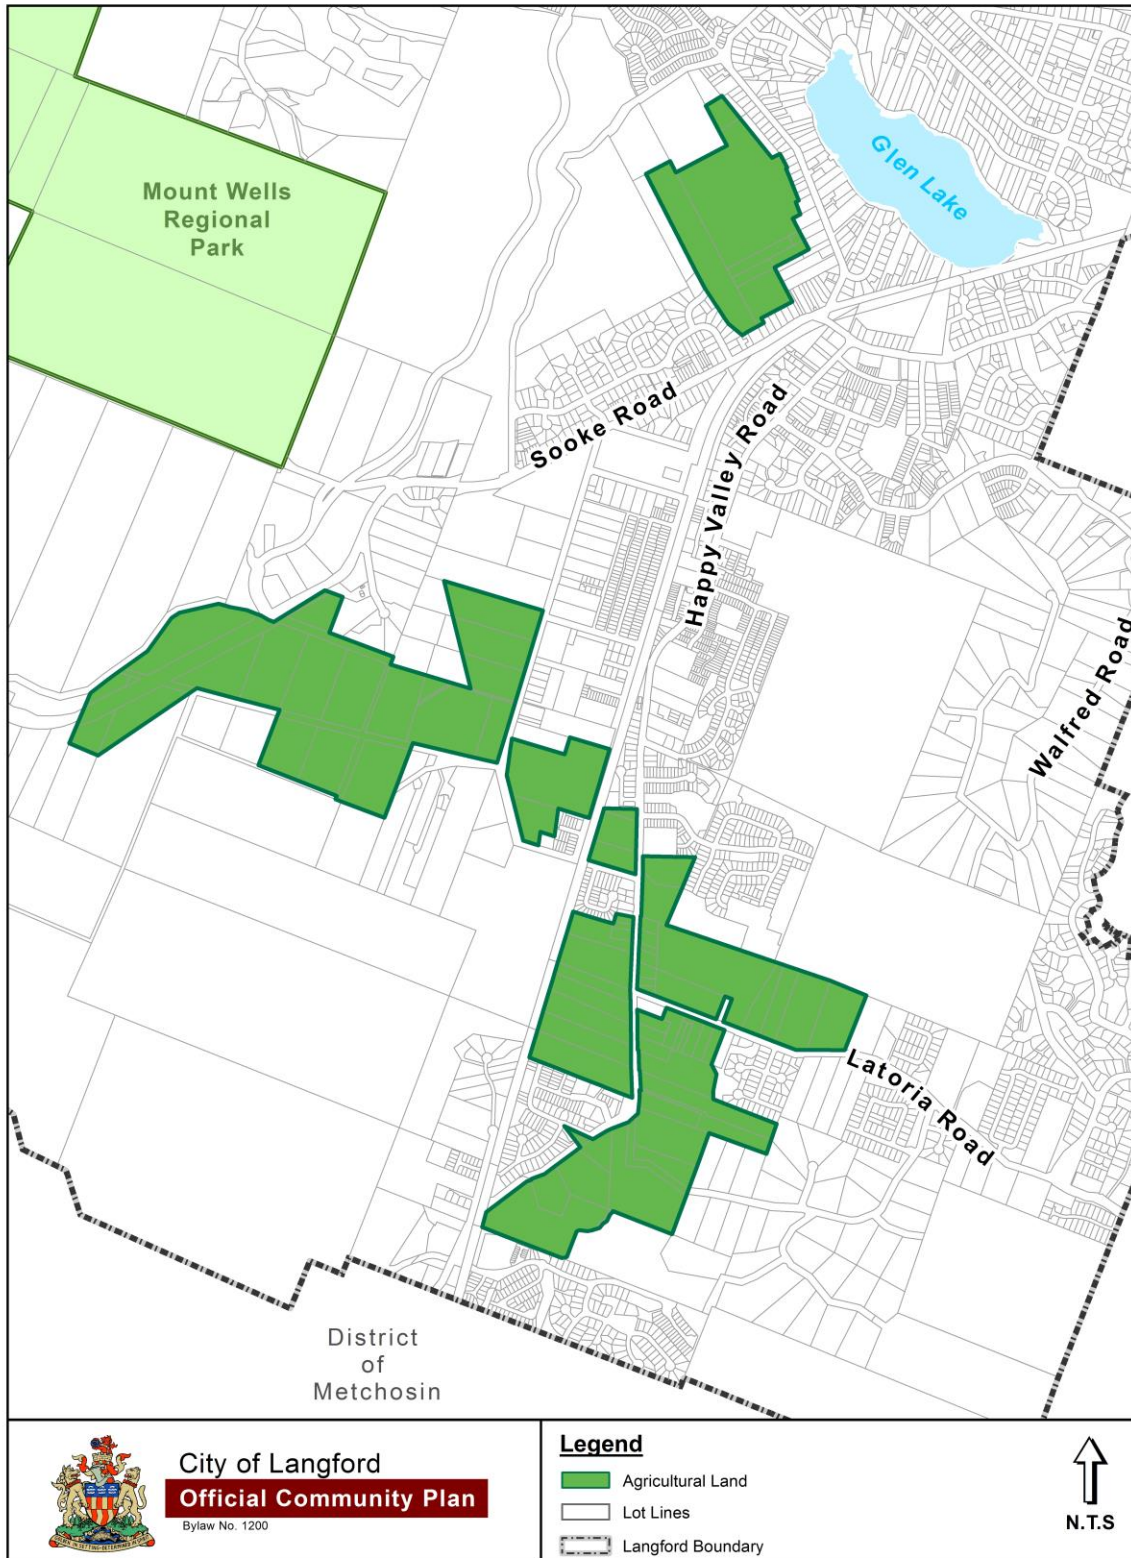 Glen Lake
Mount Wells
Regional
Park
Sooke Road
Happy Valley Road
Walfred Road
Latoria Road
District
of
Metchosin
City of Langford
Official Community Plan
Bylaw No. 1200
Legend
Agricultural Land
Lot Lines
Langford Boundary
N.T.S